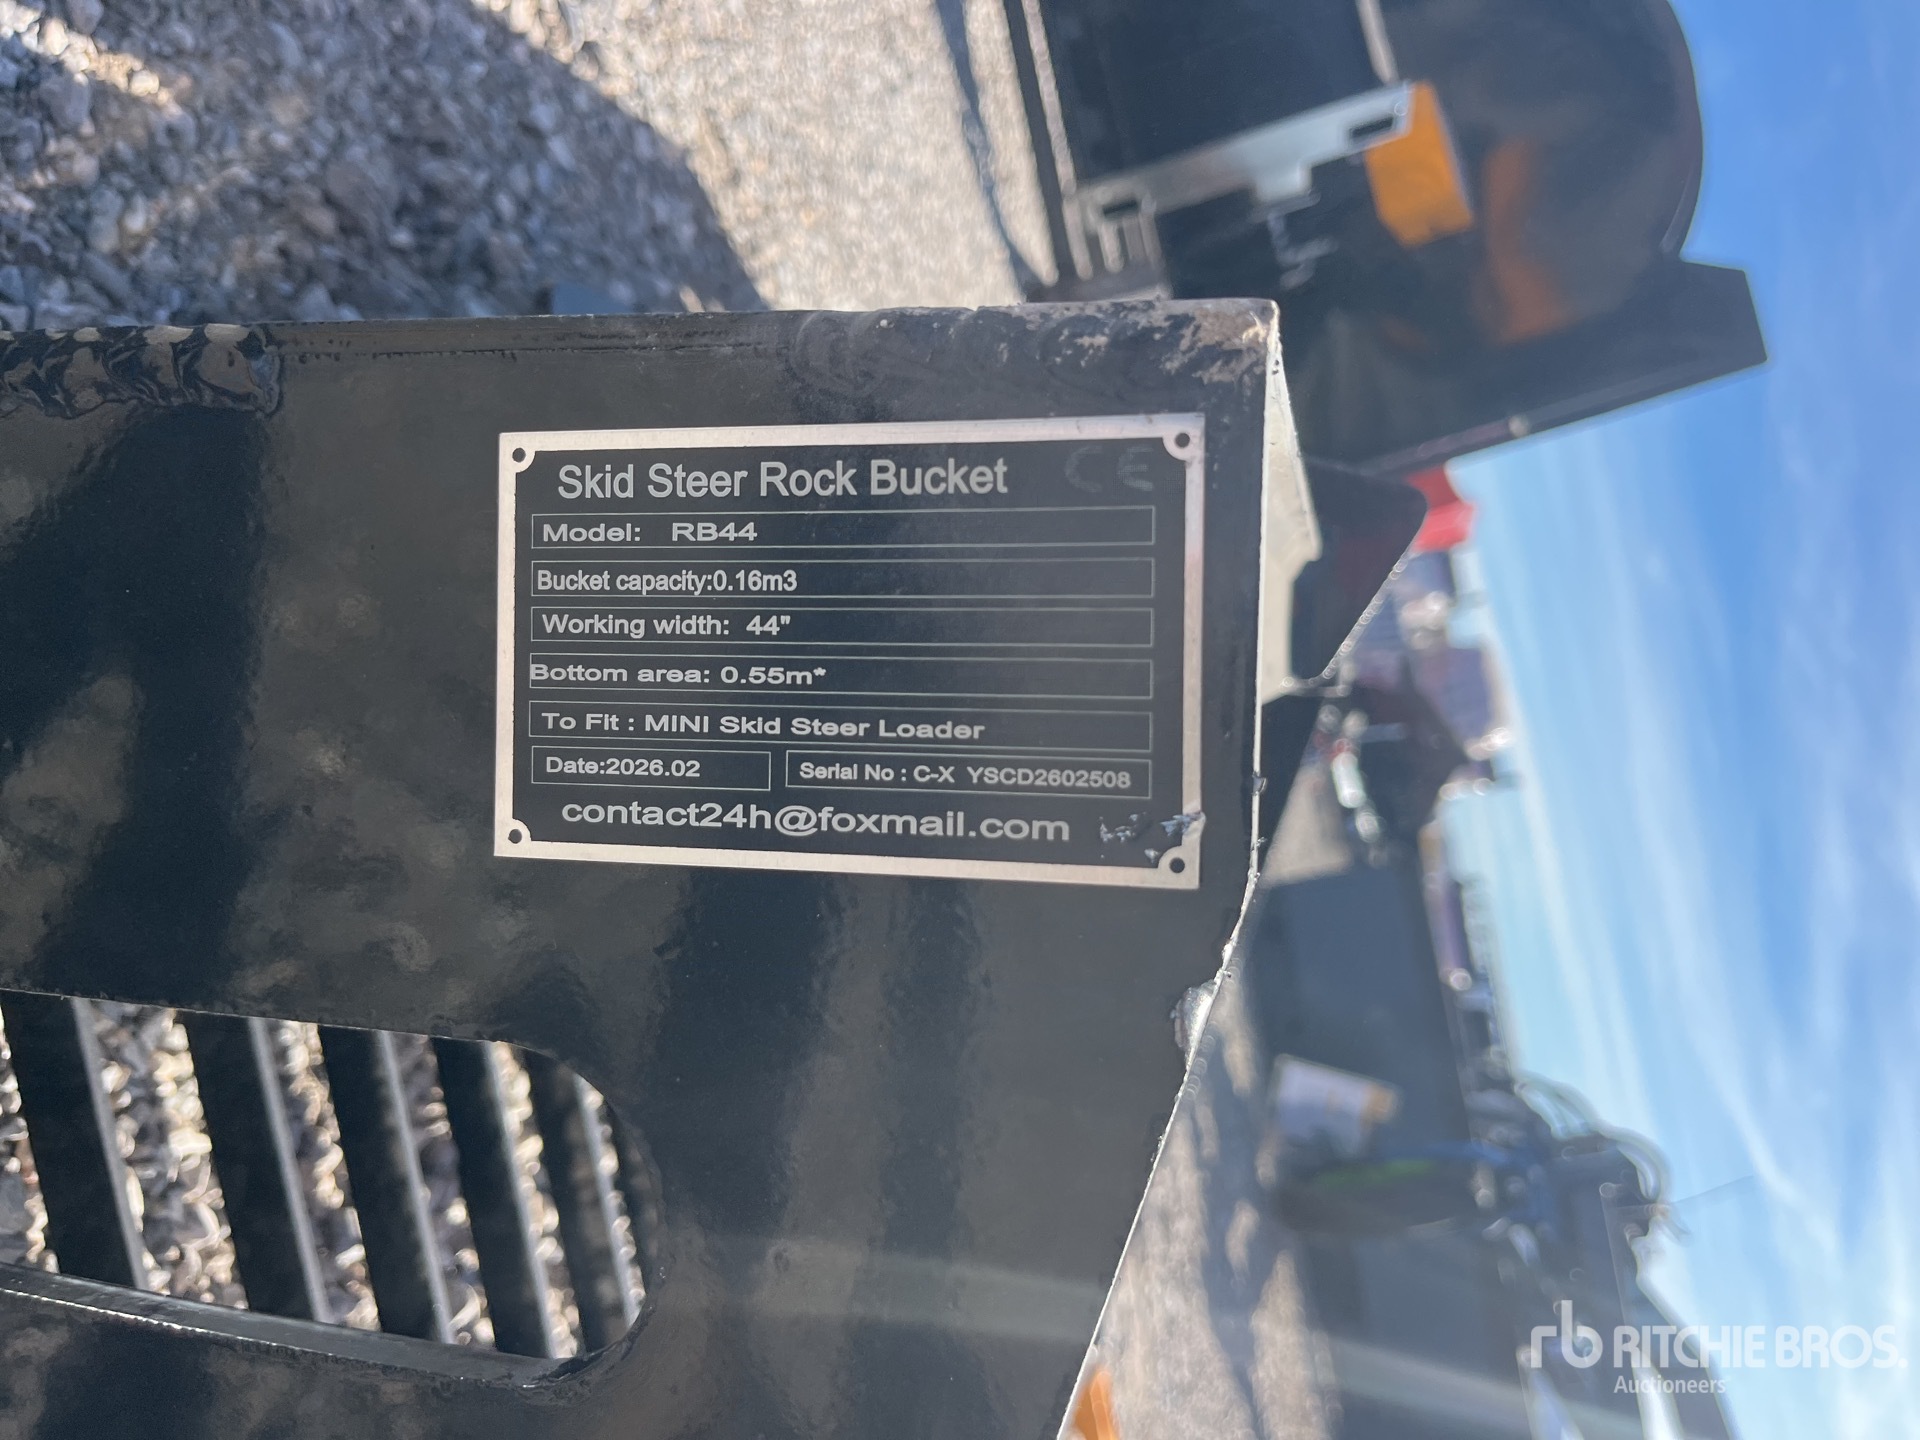 Skid Steer Rock Bucket CE
Model: RB44
Bucket capacity:0.16m3
Working width: 44"
Bottom area: 0.55m*
To Fit : MINI Skid Steer Loader
Date:2026.02 Serial No : C-X YSCD2602508
contact24h@foxmail.com
rb RITCHIE BROS.
Auctioneers